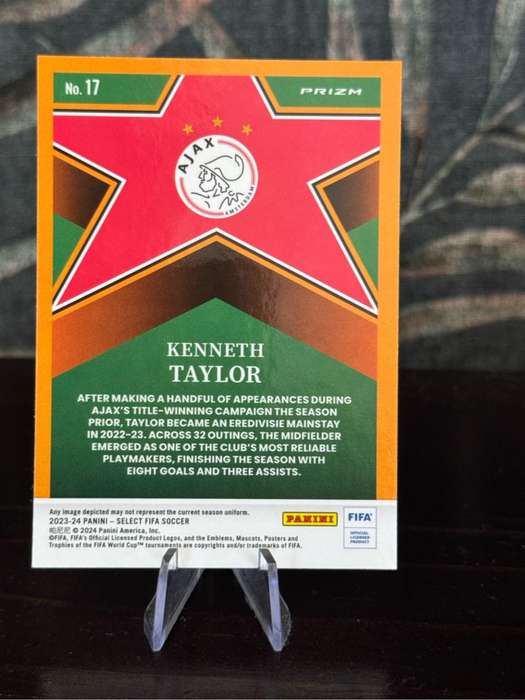 No. 17
PRIZM
AJAX
AMSTERDAM
KENNETH
TAYLOR
AFTER MAKING A HANDFUL OF APPEARANCES DURING
AJAX'S TITLE-WINNING CAMPAIGN THE SEASON
PRIOR, TAYLOR BECAME AN EREDIVISIE MAINSTAY
IN 2022-23. ACROSS 32 OUTINGS, THE MIDFIELDER
EMERGED AS ONE OF THE CLUB'S MOST RELIABLE
PLAYMAKERS, FINISHING THE SEASON WITH
EIGHT GOALS AND THREE ASSISTS.
Any image depicted may not represent the current season uniform.
2023-24 PANINI – SELECT FIFA SOCCER
帕尼尼 © 2024 Panini America, Inc.
©FIFA, FIFA's Official Licensed Product Logos, and the Emblems, Mascots, Posters and
Trophies of the FIFA World Cup™ tournaments are copyrights and/or trademarks of FIFA.
PANINI
FIFA
OFFICIAL
LICENSED
PRODUCT